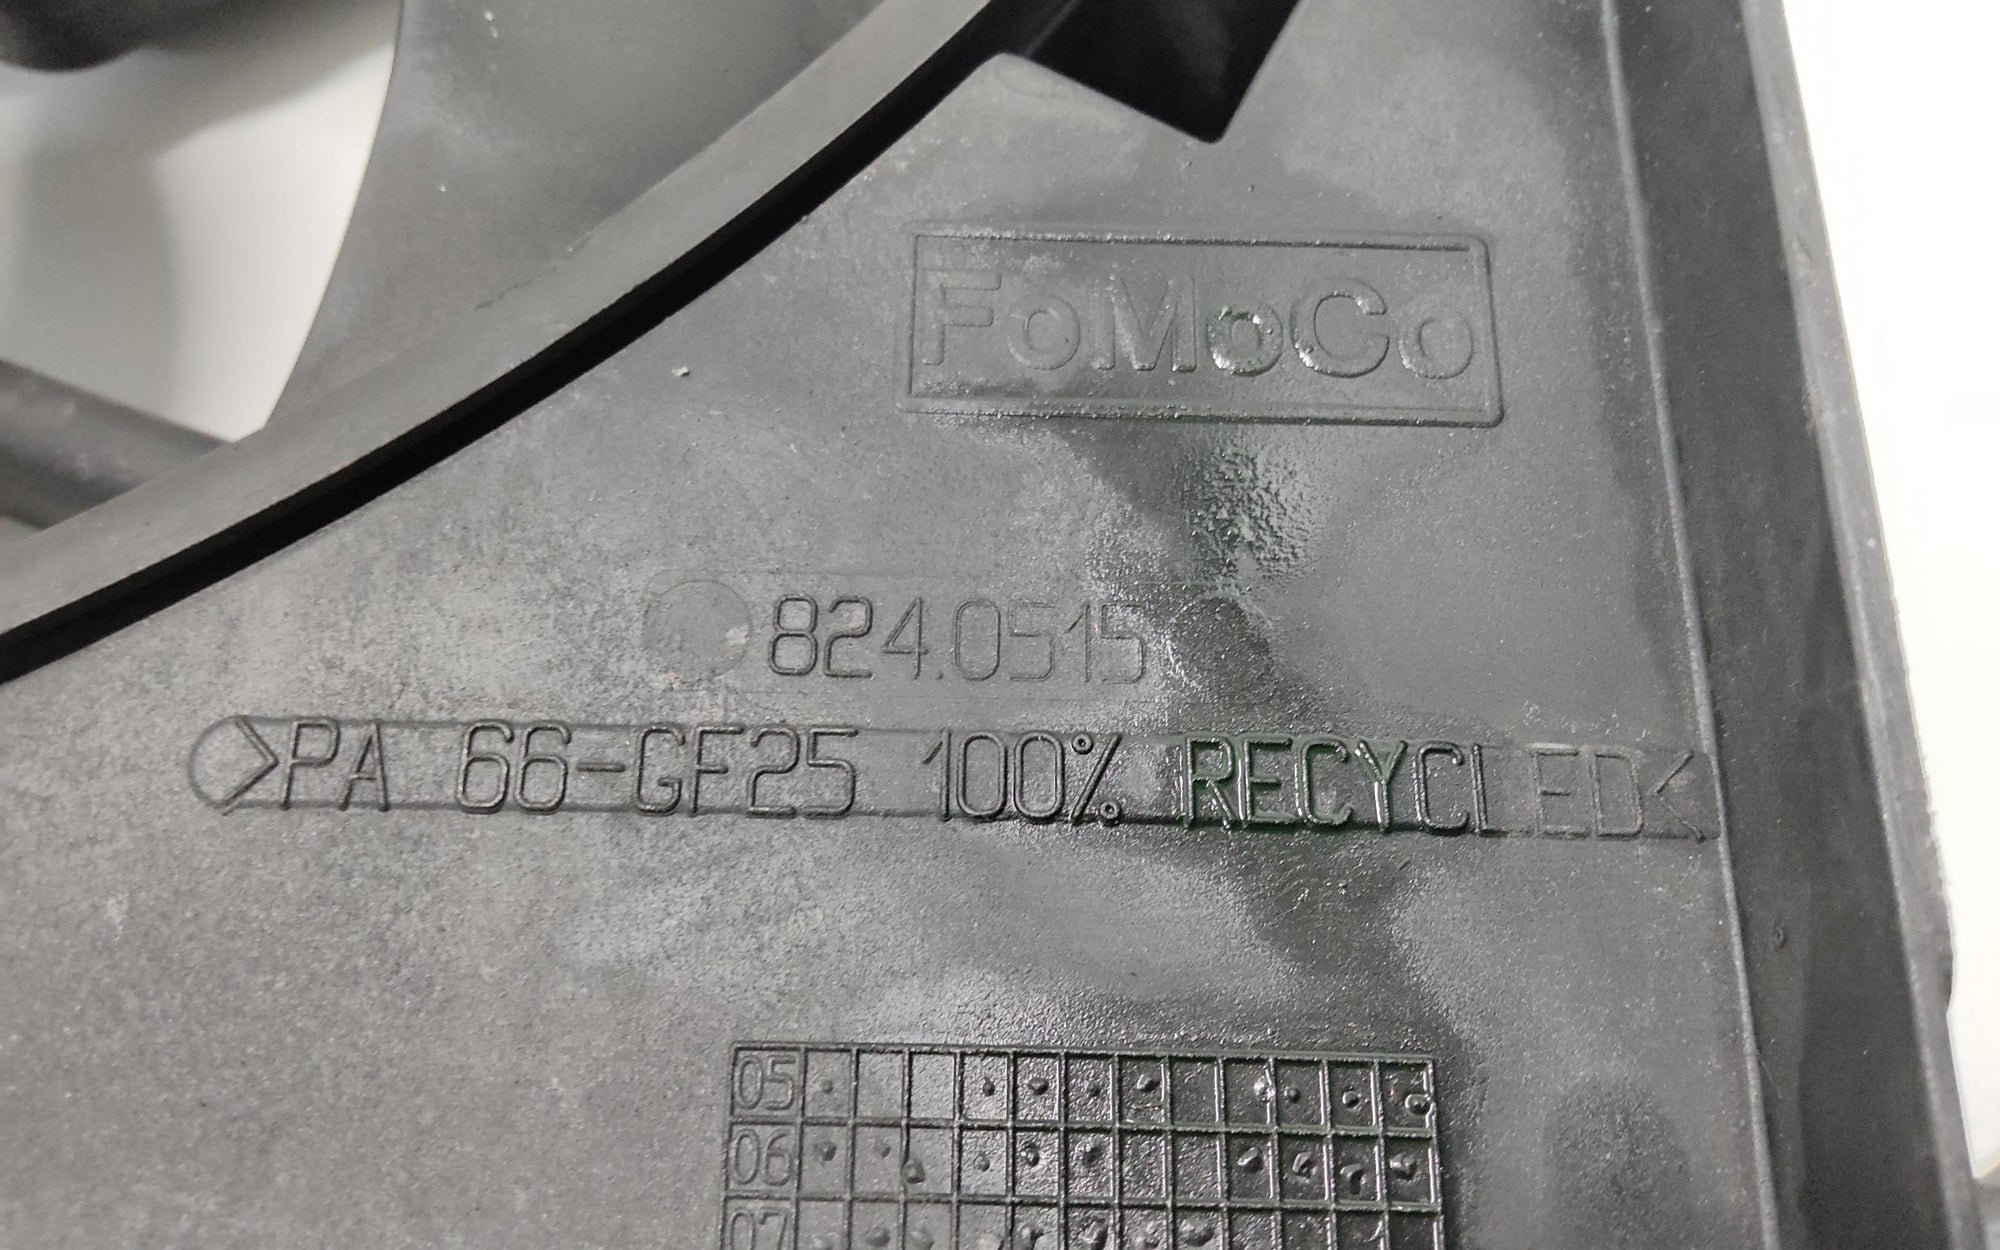 FoMoCo
824.0515
>PA 66-GF25 100% RECYCLED<
05
06
07